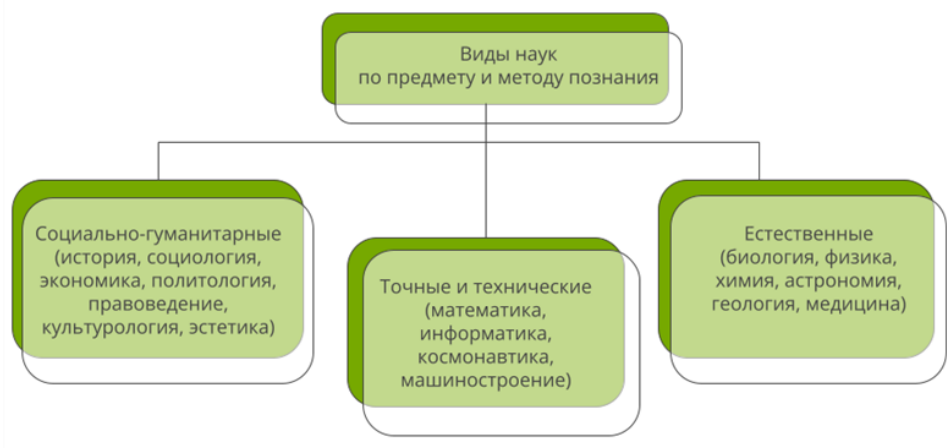 Виды наук
по предмету и методу познания
Социально-гуманитарные
(история, социология,
экономика, политология,
правоведение,
культурология, эстетика)
Точные и технические
(математика,
информатика,
космонавтика,
машиностроение)
Естественные
(биология, физика,
химия, астрономия,
геология, медицина)